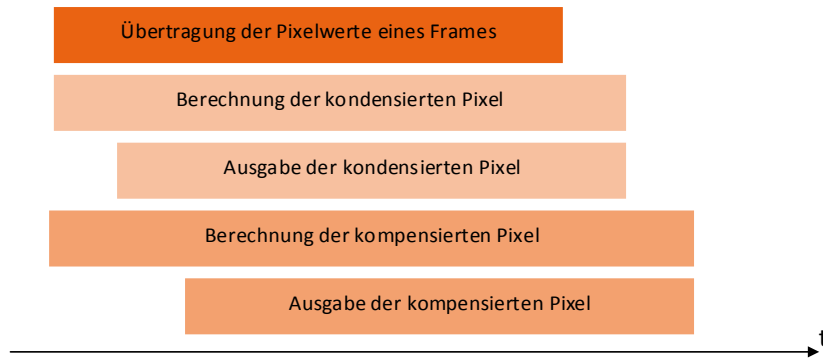 Übertragung der Pixelwerte eines Frames
Berechnung der kondensierten Pixel
Ausgabe der kondensierten Pixel
Berechnung der kompensierten Pixel
Ausgabe der kompensierten Pixel
t